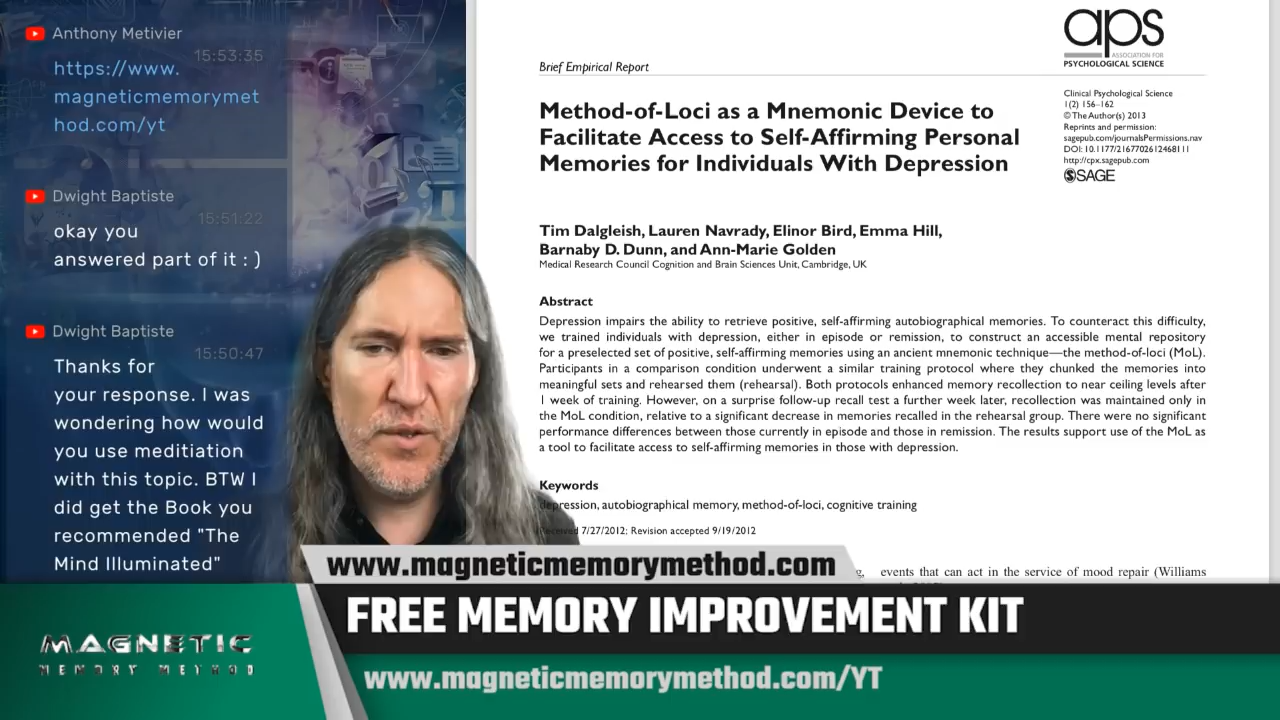 Anthony Metivier
15:53:35
https://www.
magneticmemorymet
hod.com/yt
Dwight Baptiste
15:51:22
okay you
answered part of it : )
Dwight Baptiste
15:50:47
Thanks for
your response. I was
wondering how would
you use meditiation
with this topic. BTW I
did get the Book you
recommended "The
Mind Illuminated"
Brief Empirical Report
aps
ASSOCIATION FOR
PSYCHOLOGICAL SCIENCE
Method-of-Loci as a Mnemonic Device to
Facilitate Access to Self-Affirming Personal
Memories for Individuals With Depression
Clinical Psychological Science
1(2) 156–162
© The Author(s) 2013
Reprints and permission:
sagepub.com/journalsPermissions.nav
DOI: 10.1177/2167702612468111
http://cpx.sagepub.com
SAGE
Tim Dalgleish, Lauren Navrady, Elinor Bird, Emma Hill,
Barnaby D. Dunn, and Ann-Marie Golden
Medical Research Council Cognition and Brain Sciences Unit, Cambridge, UK
Abstract
Depression impairs the ability to retrieve positive, self-affirming autobiographical memories. To counteract this difficulty,
we trained individuals with depression, either in episode or remission, to construct an accessible mental repository
for a preselected set of positive, self-affirming memories using an ancient mnemonic technique—the method-of-loci (MoL).
Participants in a comparison condition underwent a similar training protocol where they chunked the memories into
meaningful sets and rehearsed them (rehearsal). Both protocols enhanced memory recollection to near ceiling levels after
1 week of training. However, on a surprise follow-up recall test a further week later, recollection was maintained only in
the MoL condition, relative to a significant decrease in memories recalled in the rehearsal group. There were no significant
performance differences between those currently in episode and those in remission. The results support use of the MoL as
a tool to facilitate access to self-affirming memories in those with depression.
Keywords
depression, autobiographical memory, method-of-loci, cognitive training
Received 7/27/2012; Revision accepted 9/19/2012
events that can act in the service of mood repair (Williams
www.magneticmemorymethod.com
FREE MEMORY IMPROVEMENT KIT
www.magneticmemorymethod.com/YT
MAGNETIC
MEMORY METHOD